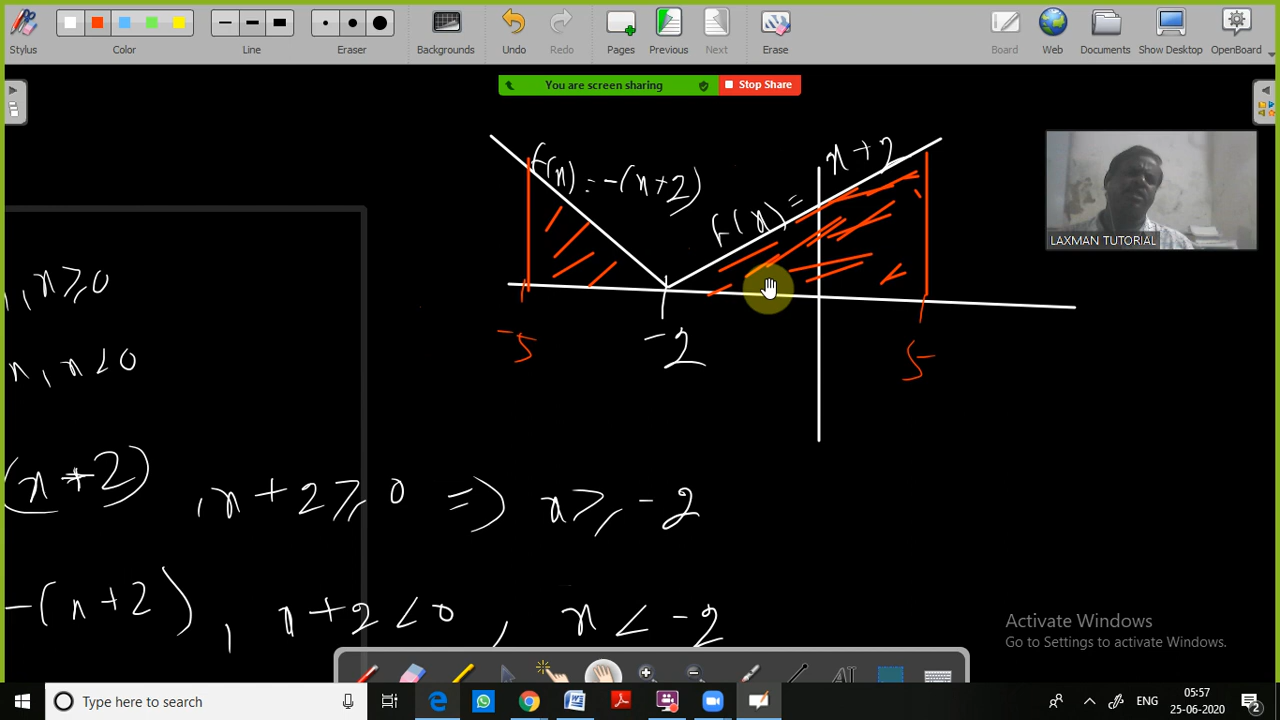 Stylus
Color
Line
Eraser
Backgrounds
Undo
Redo
Pages
Previous
Next
Erase
Board
Web
Documents
Show Desktop
OpenBoard
You are screen sharing
Stop Share
f(x) = -(x+2)
f(x) =
x+2
LAXMAN TUTORIAL
, x ≥ 0
-5
-2
5
x, x < 0
(x+2)
, x+2 ≥ 0 => x ≥ -2
-(x+2), x+2 < 0, x < -2
Activate Windows
Go to Settings to activate Windows.
Type here to search
ENG
05:57
25-06-2020
2